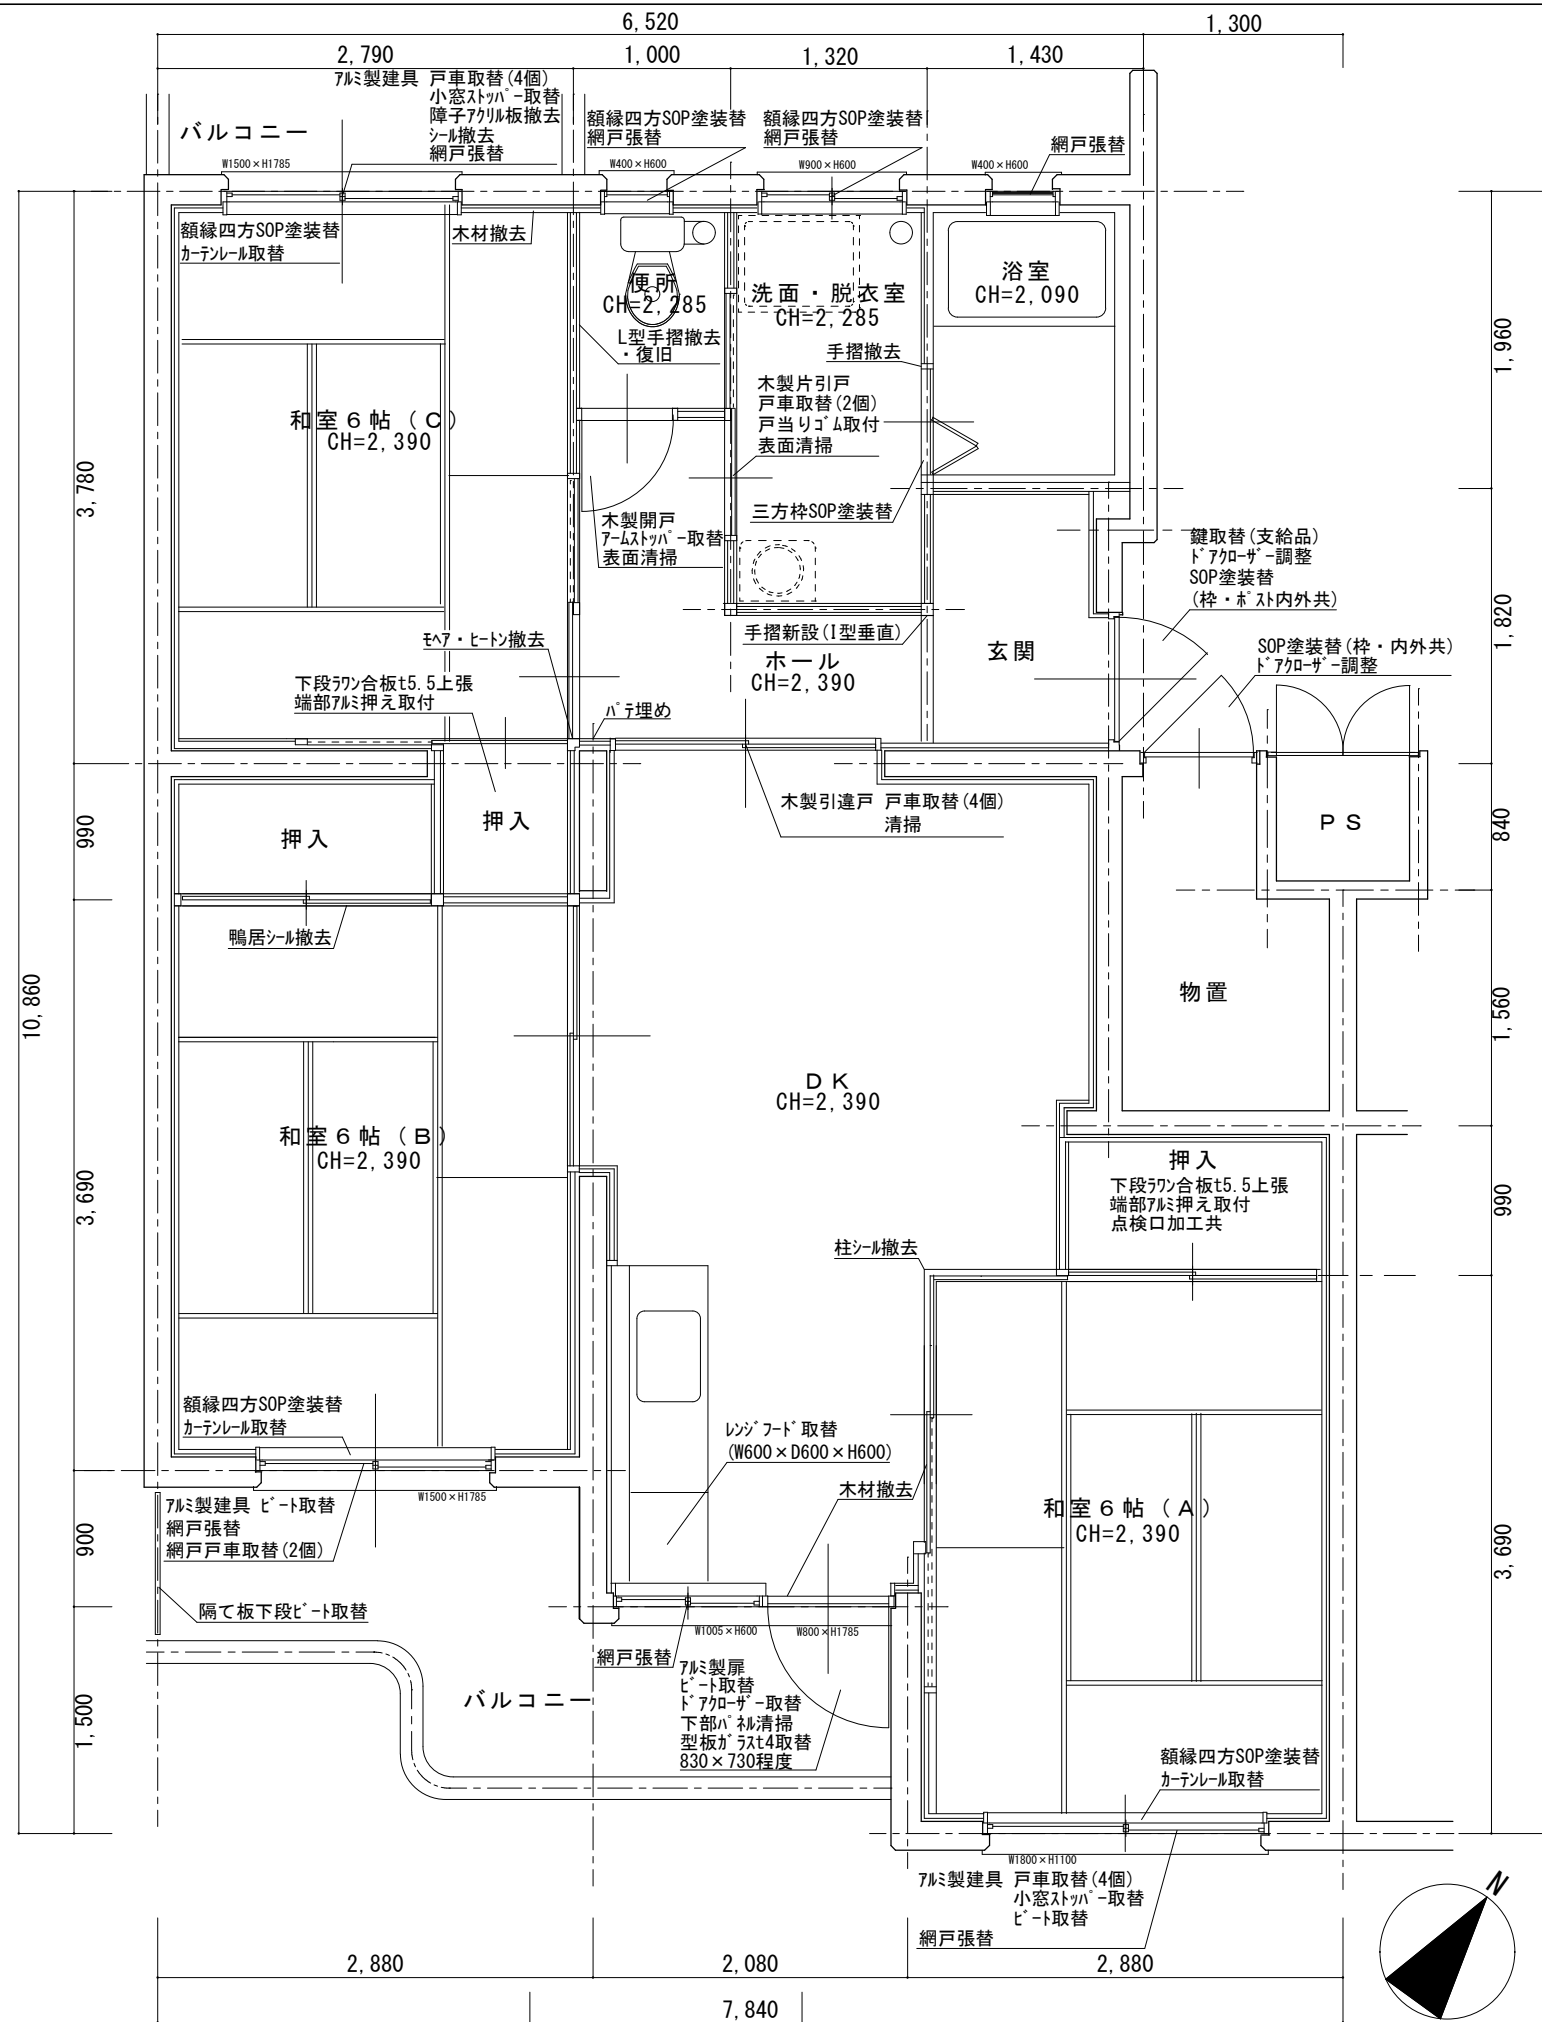 6,520
1,300
2,790
1,000
1,320
1,430
アルミ製建具 戸車取替(4個)
小窓ストッパー取替
障子アクリル板撤去
シール撤去
網戸張替
バルコニー
額縁四方SOP塗装替
網戸張替
額縁四方SOP塗装替
網戸張替
網戸張替
W1500×H1785
W400×H600
W900×H600
W400×H600
額縁四方SOP塗装替
カーテンレール取替
木材撤去
便所
CH=2,285
洗面・脱衣室
CH=2,285
浴室
CH=2,090
L型手摺撤去
・復旧
手摺撤去
木製片引戸
戸車取替(2個)
戸当りゴム取付
表面清掃
和室6帖(C)
CH=2,390
三方枠SOP塗装替
木製開戸
アームストッパー取替
表面清掃
鍵取替(支給品)
ドアクローザー調整
SOP塗装替
(枠・ポスト内外共)
手摺新設(I型垂直)
モヘア・ヒートン撤去
ホール
CH=2,390
玄関
SOP塗装替(枠・内外共)
ドアクローザー調整
下段ラワン合板t5.5上張
端部アルミ押え取付
パテ埋め
木製引違戸 戸車取替(4個)
清掃
押入
押入
PS
鴨居シール撤去
物置
DK
CH=2,390
和室6帖(B)
CH=2,390
押入
下段ラワン合板t5.5上張
端部アルミ押え取付
点検口加工共
柱シール撤去
額縁四方SOP塗装替
カーテンレール取替
レンジフード取替
(W600×D600×H600)
木材撤去
和室6帖(A)
CH=2,390
W1500×H1785
アルミ製建具 ビート取替
網戸張替
網戸戸車取替(2個)
隔て板下段ビート取替
W1005×H600
W800×H1785
網戸張替
アルミ製扉
ビート取替
ドアクローザー取替
下部パネル清掃
型板ガラスt4取替
830×730程度
バルコニー
額縁四方SOP塗装替
カーテンレール取替
W1800×H1100
アルミ製建具 戸車取替(4個)
小窓ストッパー取替
ビート取替
網戸張替
N
10,860
3,780
990
3,690
900
1,500
1,960
1,820
840
1,560
990
3,690
2,880
2,080
2,880
7,840